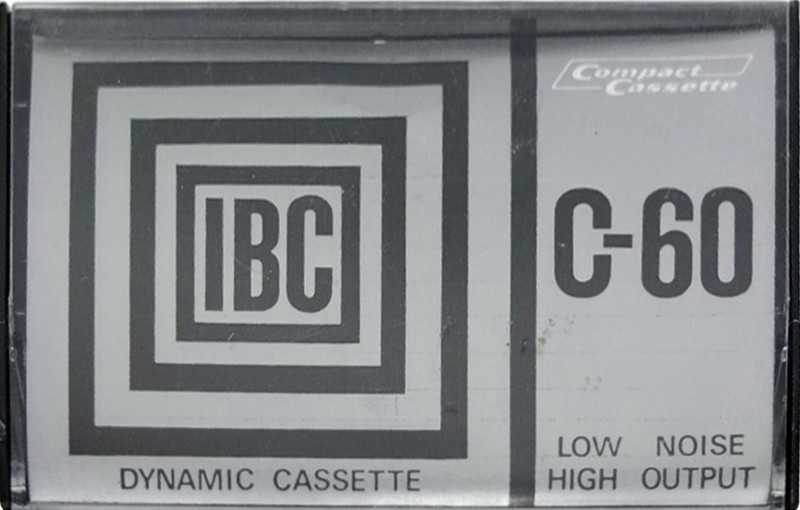 IBC
DYNAMIC CASSETTE
Compact
Cassette
C-60
LOW NOISE
HIGH OUTPUT